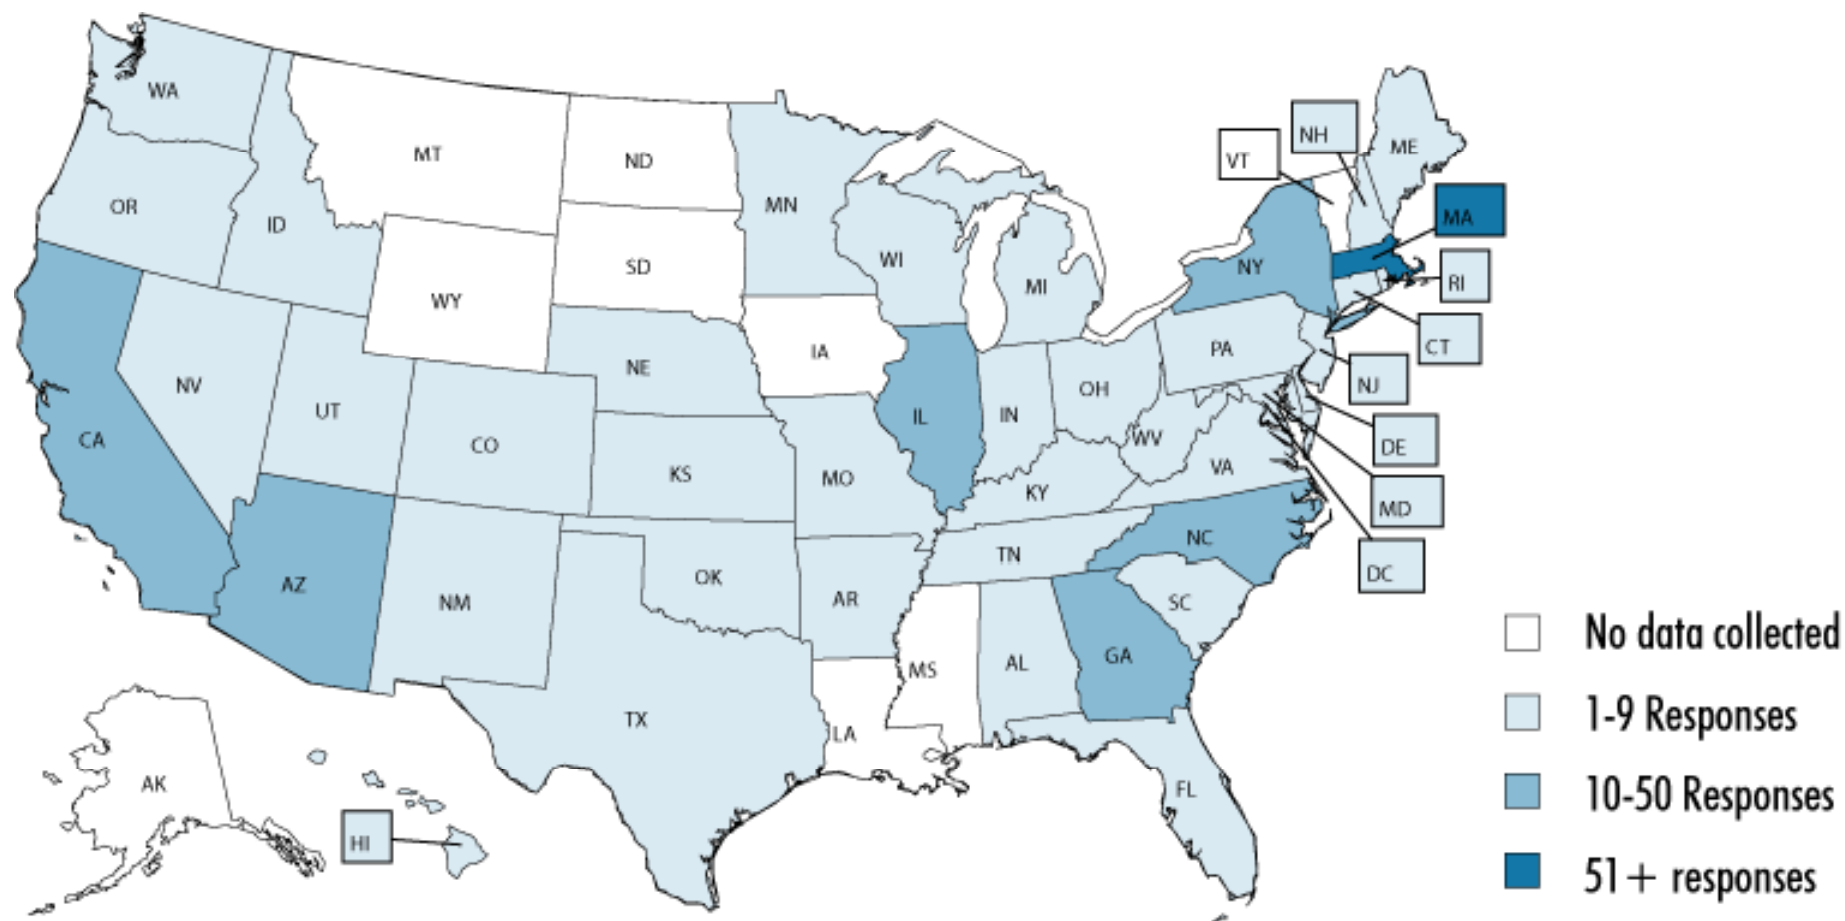 WA
MT
ND
MN
OR
ID
SD
WY
WI
MI
NY
VT
NH
ME
MA
RI
CT
NJ
DE
MD
DC
PA
IA
NE
NV
UT
CO
CA
KS
MO
IL
IN
OH
WV
VA
KY
NC
TN
SC
AZ
NM
OK
AR
MS
AL
GA
TX
LA
FL
AK
HI
No data collected
1-9 Responses
10-50 Responses
51+ responses